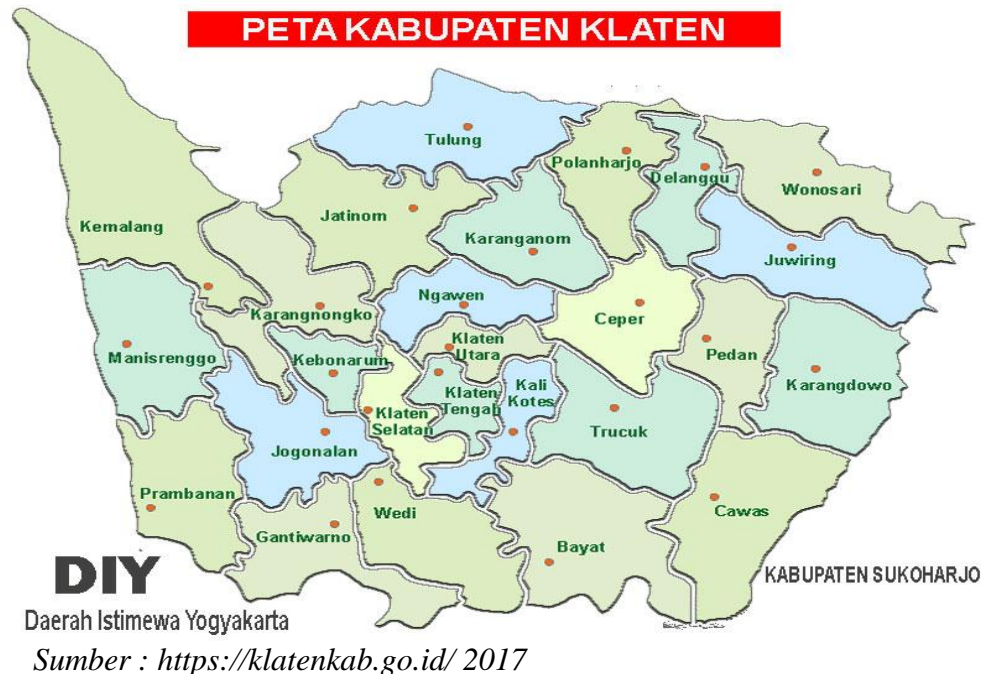 PETA KABUPATEN KLATEN
Tulung
Polanharjo
Delanggu
Wonosari
Jatinom
Kemalang
Karanganom
Juwiring
Ngawen
Karangnongko
Ceper
Klaten
Utara
Manisrenggo
Kebonarum
Pedan
Karangdowo
Kali
Kotes
Klaten
Tengah
Klaten
Selatan
Trucuk
Jogonalan
Prambanan
Wedi
Cawas
Gantiwarno
Bayat
DIY
Daerah Istimewa Yogyakarta
KABUPATEN SUKOHARJO
Sumber : https://klatenkab.go.id/ 2017